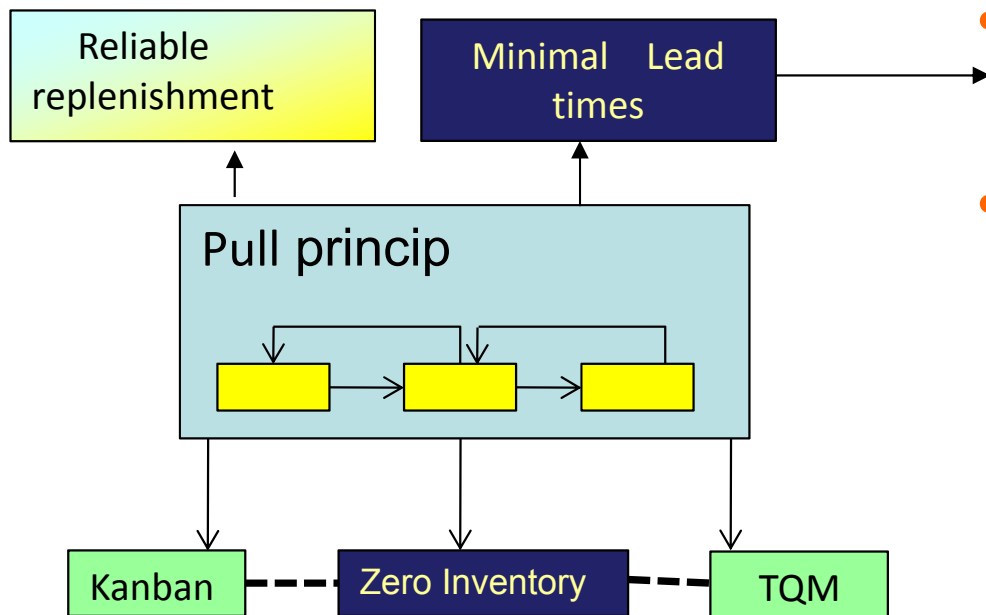 Reliable
replenishment
Minimal Lead
times
Pull princip
Kanban
Zero Inventory
TQM